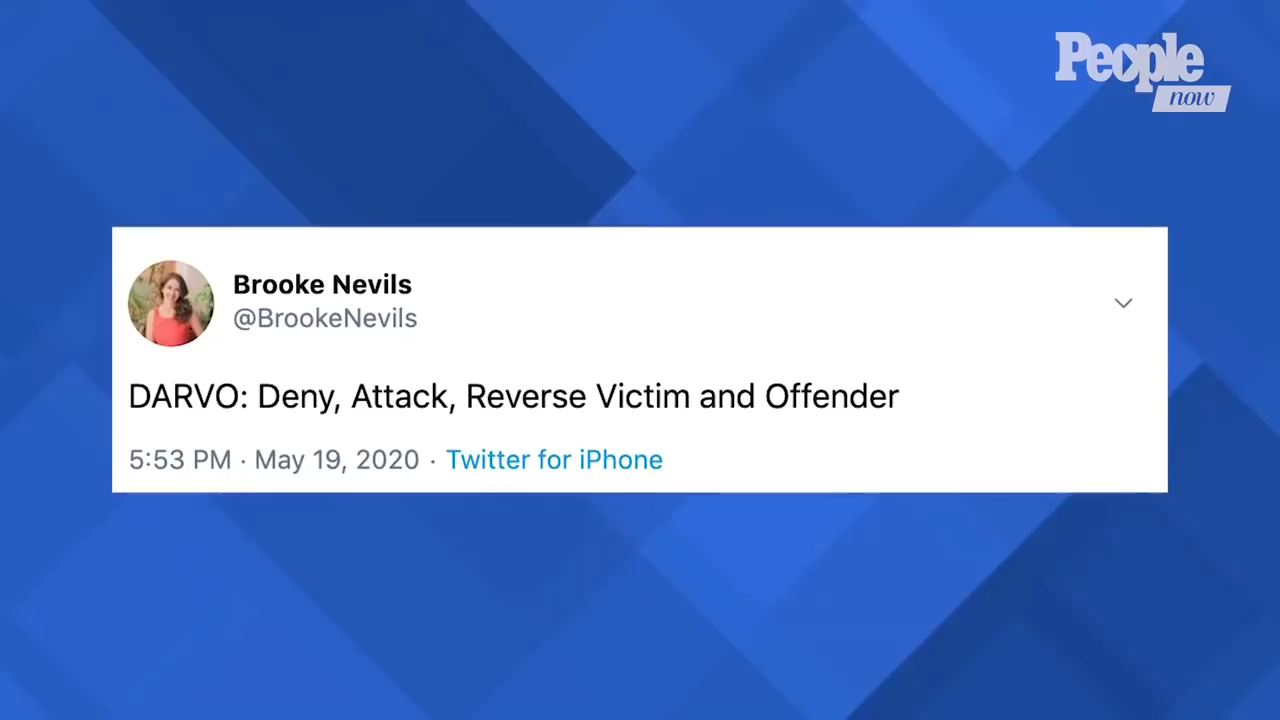 People
now
Brooke Nevils
@BrookeNevils
DARVO: Deny, Attack, Reverse Victim and Offender
5:53 PM · May 19, 2020 · Twitter for iPhone